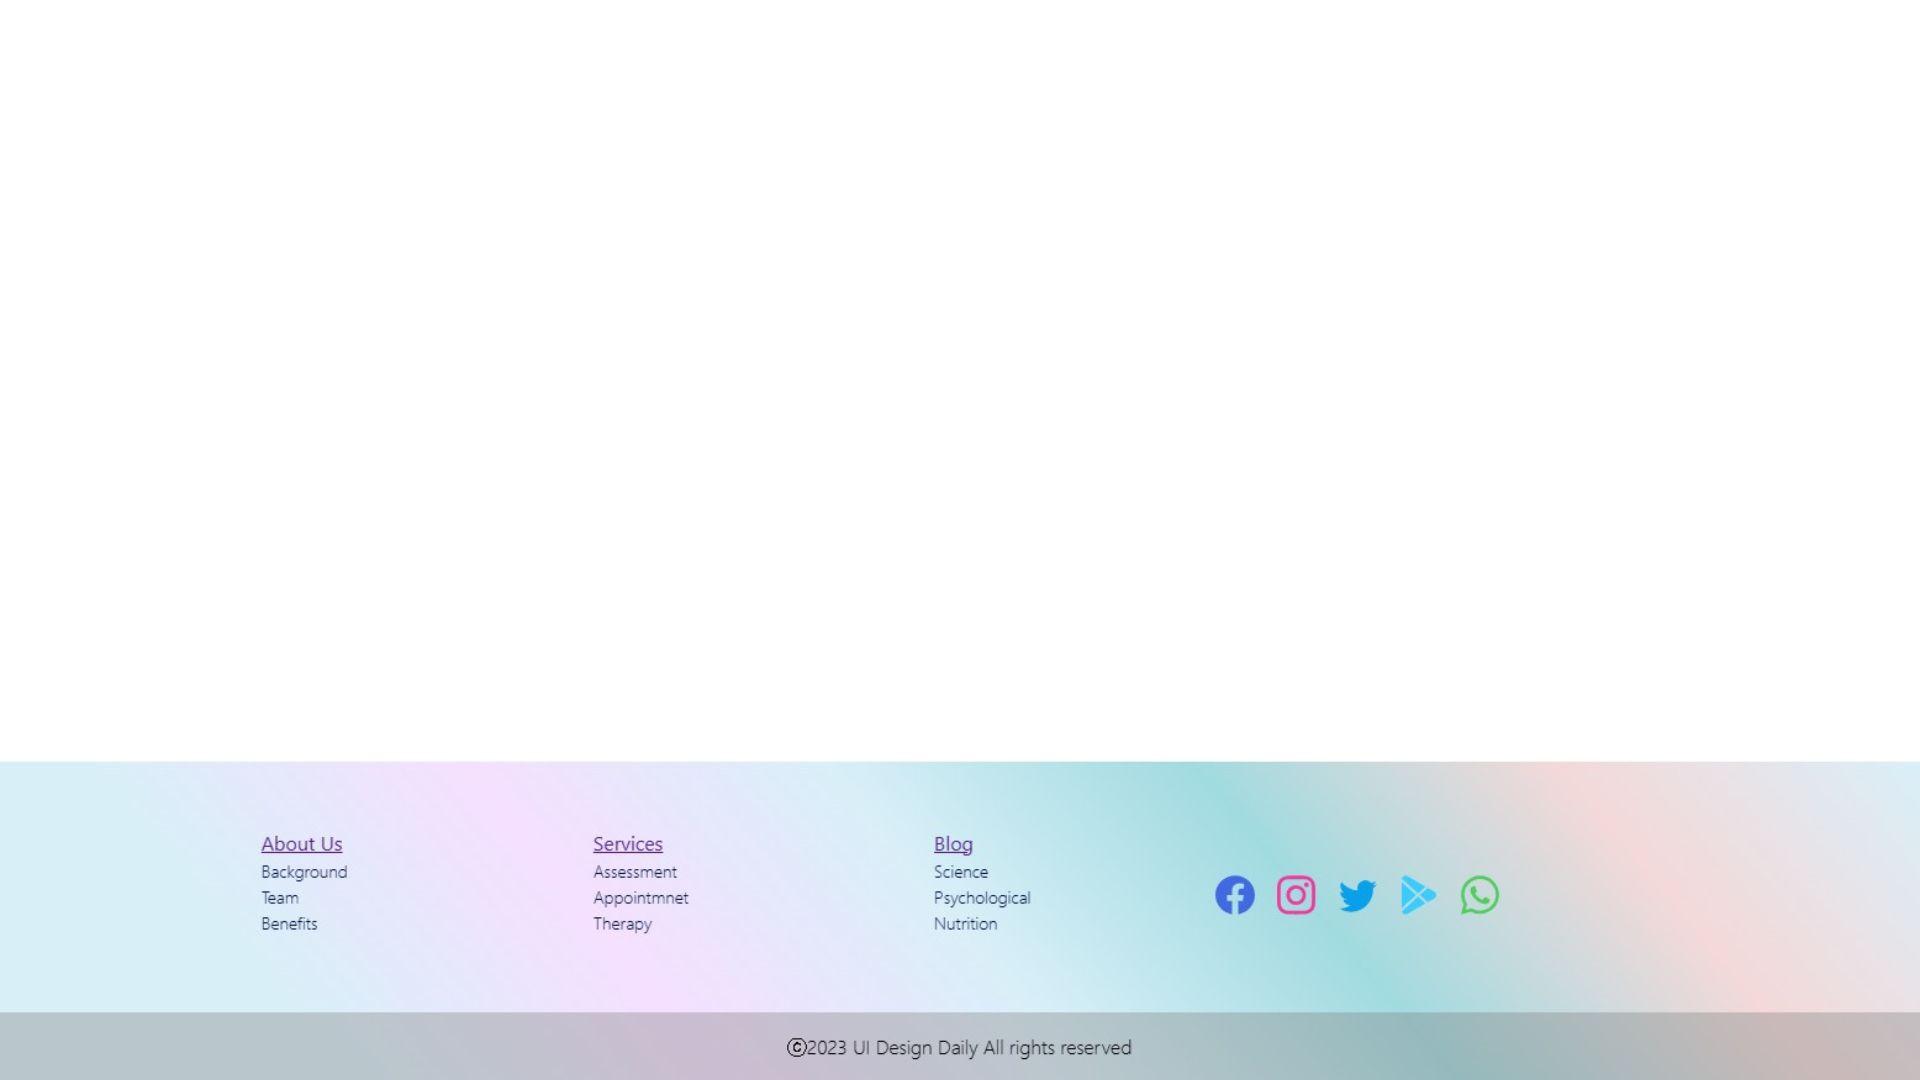 About Us
Background
Team
Benefits
Services
Assessment
Appointmnet
Therapy
Blog
Science
Psychological
Nutrition
©2023 UI Design Daily All rights reserved